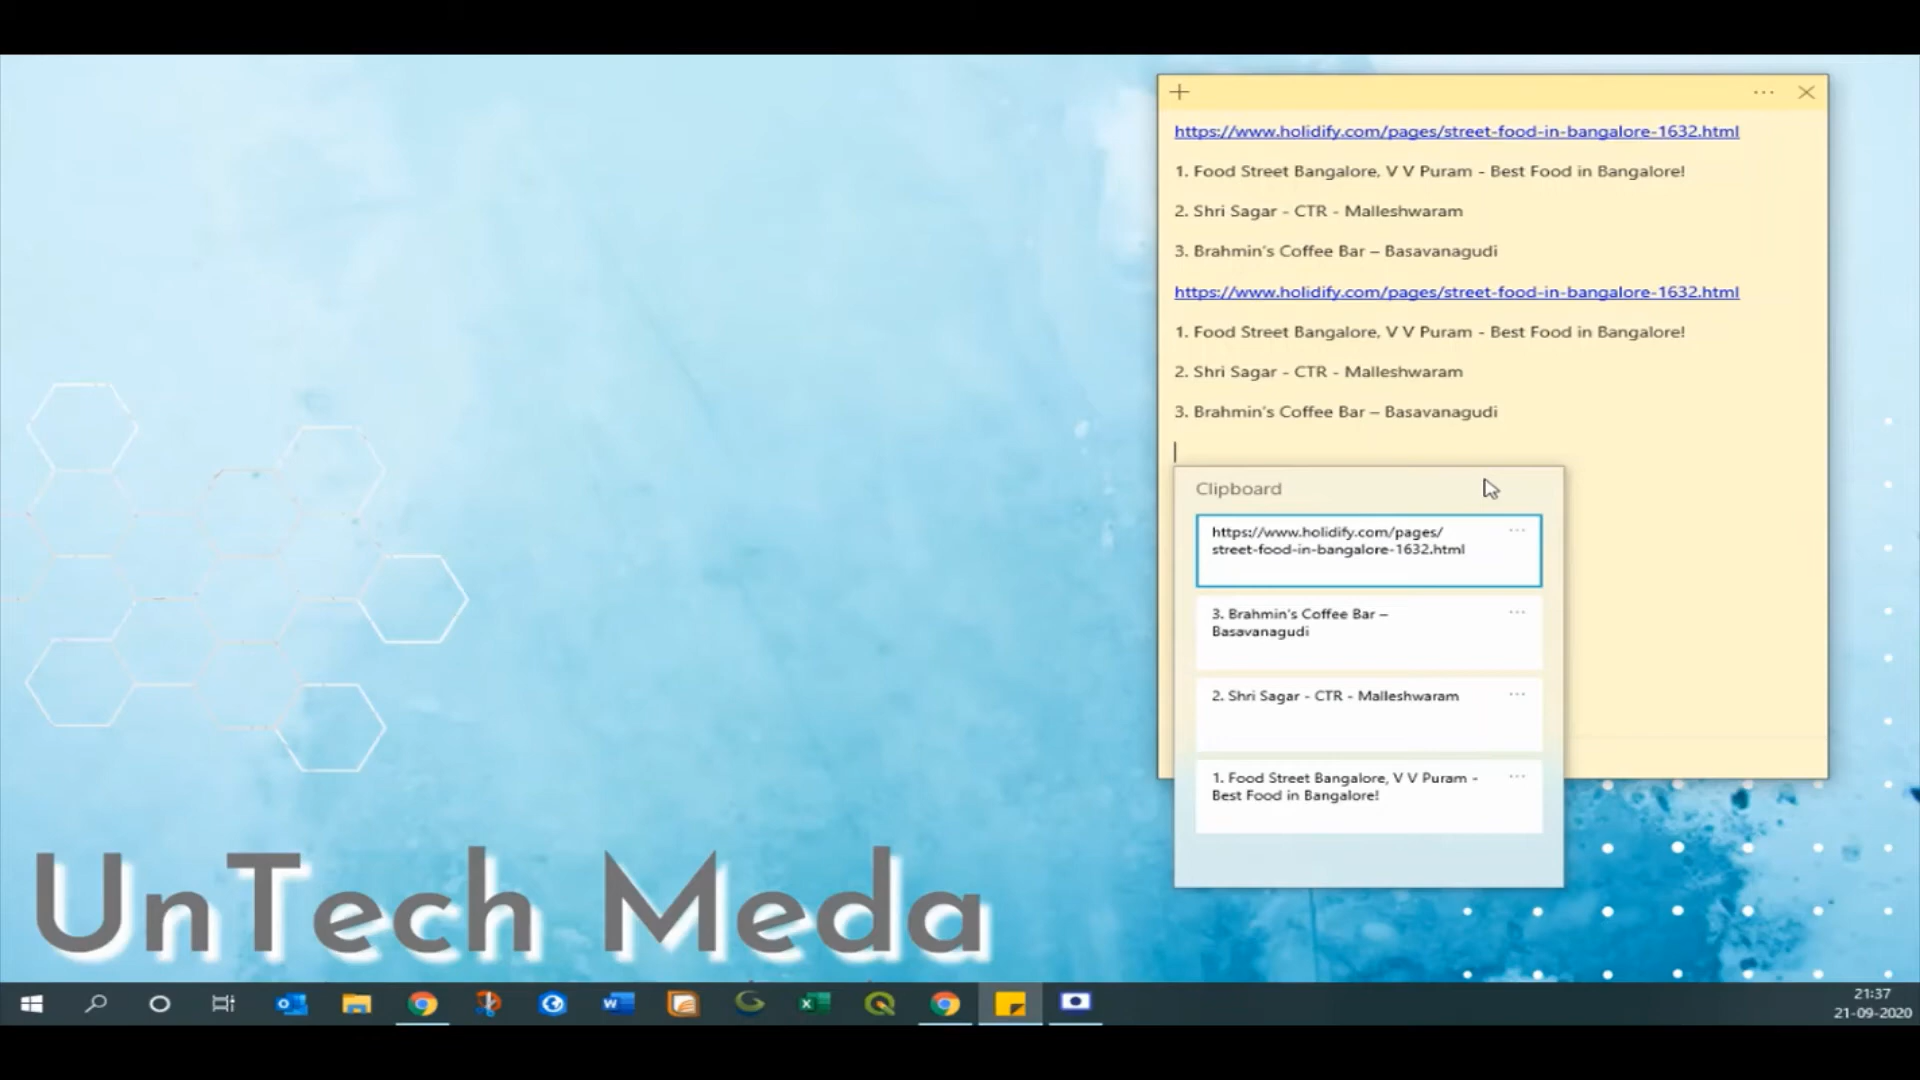 https://www.holidify.com/pages/street-food-in-bangalore-1632.html
1. Food Street Bangalore, V V Puram - Best Food in Bangalore!
2. Shri Sagar - CTR - Malleshwaram
3. Brahmin's Coffee Bar – Basavanagudi
https://www.holidify.com/pages/street-food-in-bangalore-1632.html
1. Food Street Bangalore, V V Puram - Best Food in Bangalore!
2. Shri Sagar - CTR - Malleshwaram
3. Brahmin's Coffee Bar – Basavanagudi
Clipboard
https://www.holidify.com/pages/
street-food-in-bangalore-1632.html
3. Brahmin's Coffee Bar –
Basavanagudi
2. Shri Sagar - CTR - Malleshwaram
1. Food Street Bangalore, V V Puram -
Best Food in Bangalore!
UnTech Meda
21:37
21-09-2020